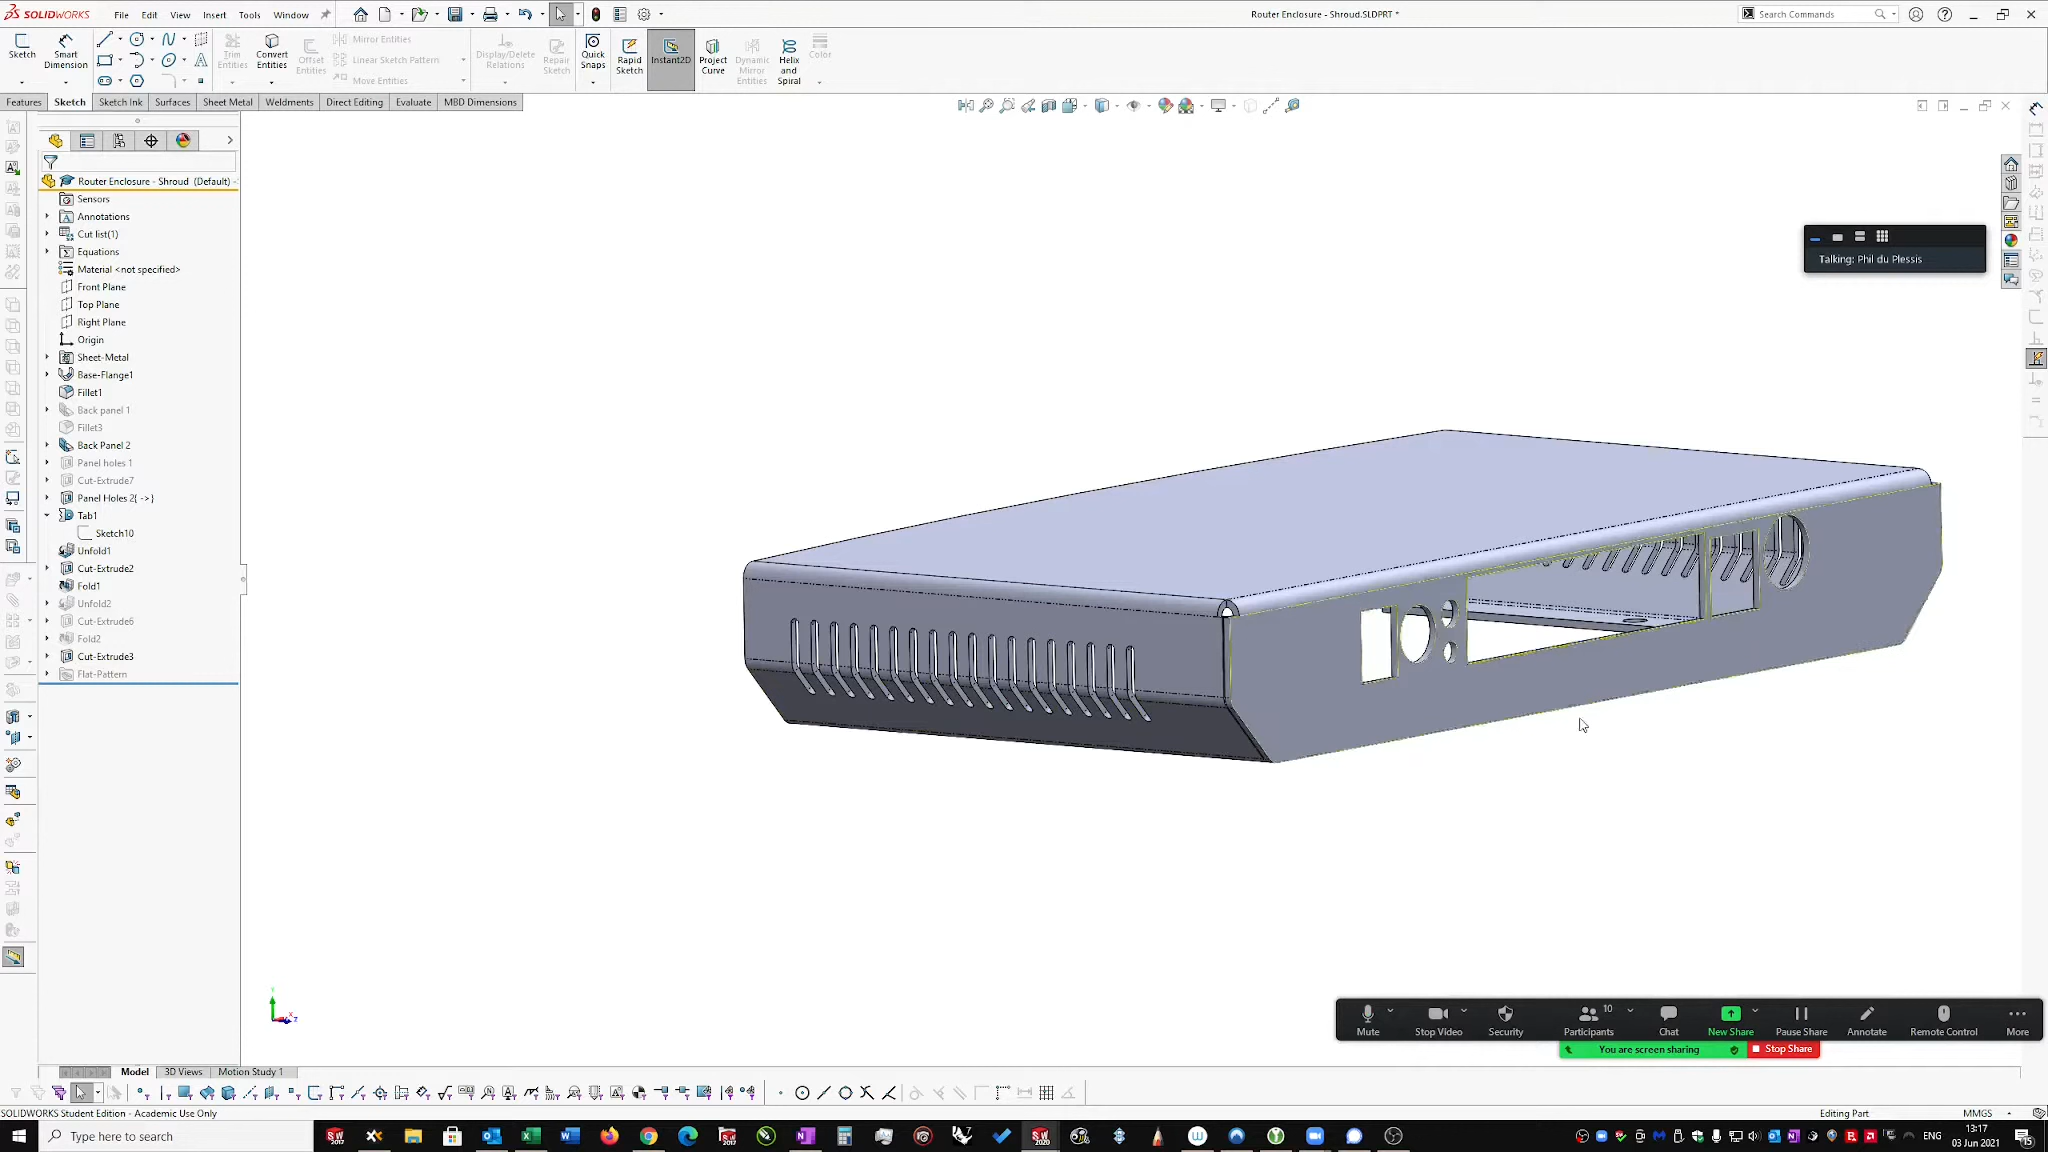 SOLIDWORKS File Edit View Insert Tools Window Router Enclosure - Shroud.SLDPRT * Search Commands
Sketch Smart Dimension Trim Entities Convert Entities Offset Entities Mirror Entities Linear Sketch Pattern Move Entities Display/Delete Relations Repair Sketch Quick Snaps Rapid Sketch Instant2D Project Curve Dynamic Mirror Entities Helix and Spiral Color
Features Sketch Sketch Ink Surfaces Sheet Metal Weldments Direct Editing Evaluate MBD Dimensions
Router Enclosure - Shroud (Default) -
Sensors
Annotations
Cut list(1)
Equations
Material <not specified>
Front Plane
Top Plane
Right Plane
Origin
Sheet-Metal
Base-Flange1
Fillet1
Back panel 1
Fillet3
Back Panel 2
Panel holes 1
Cut-Extrude7
Panel Holes 2{ ->}
Tab1
Sketch10
Unfold1
Cut-Extrude2
Fold1
Unfold2
Cut-Extrude6
Fold2
Cut-Extrude3
Flat-Pattern
Talking: Phil du Plessis
10
Mute Stop Video Security Participants Chat New Share Pause Share Annotate Remote Control More
You are screen sharing Stop Share
Model 3D Views Motion Study 1
SOLIDWORKS Student Edition - Academic Use Only Editing Part MMGS
Type here to search
ENG
13:17
03 Jun 2021